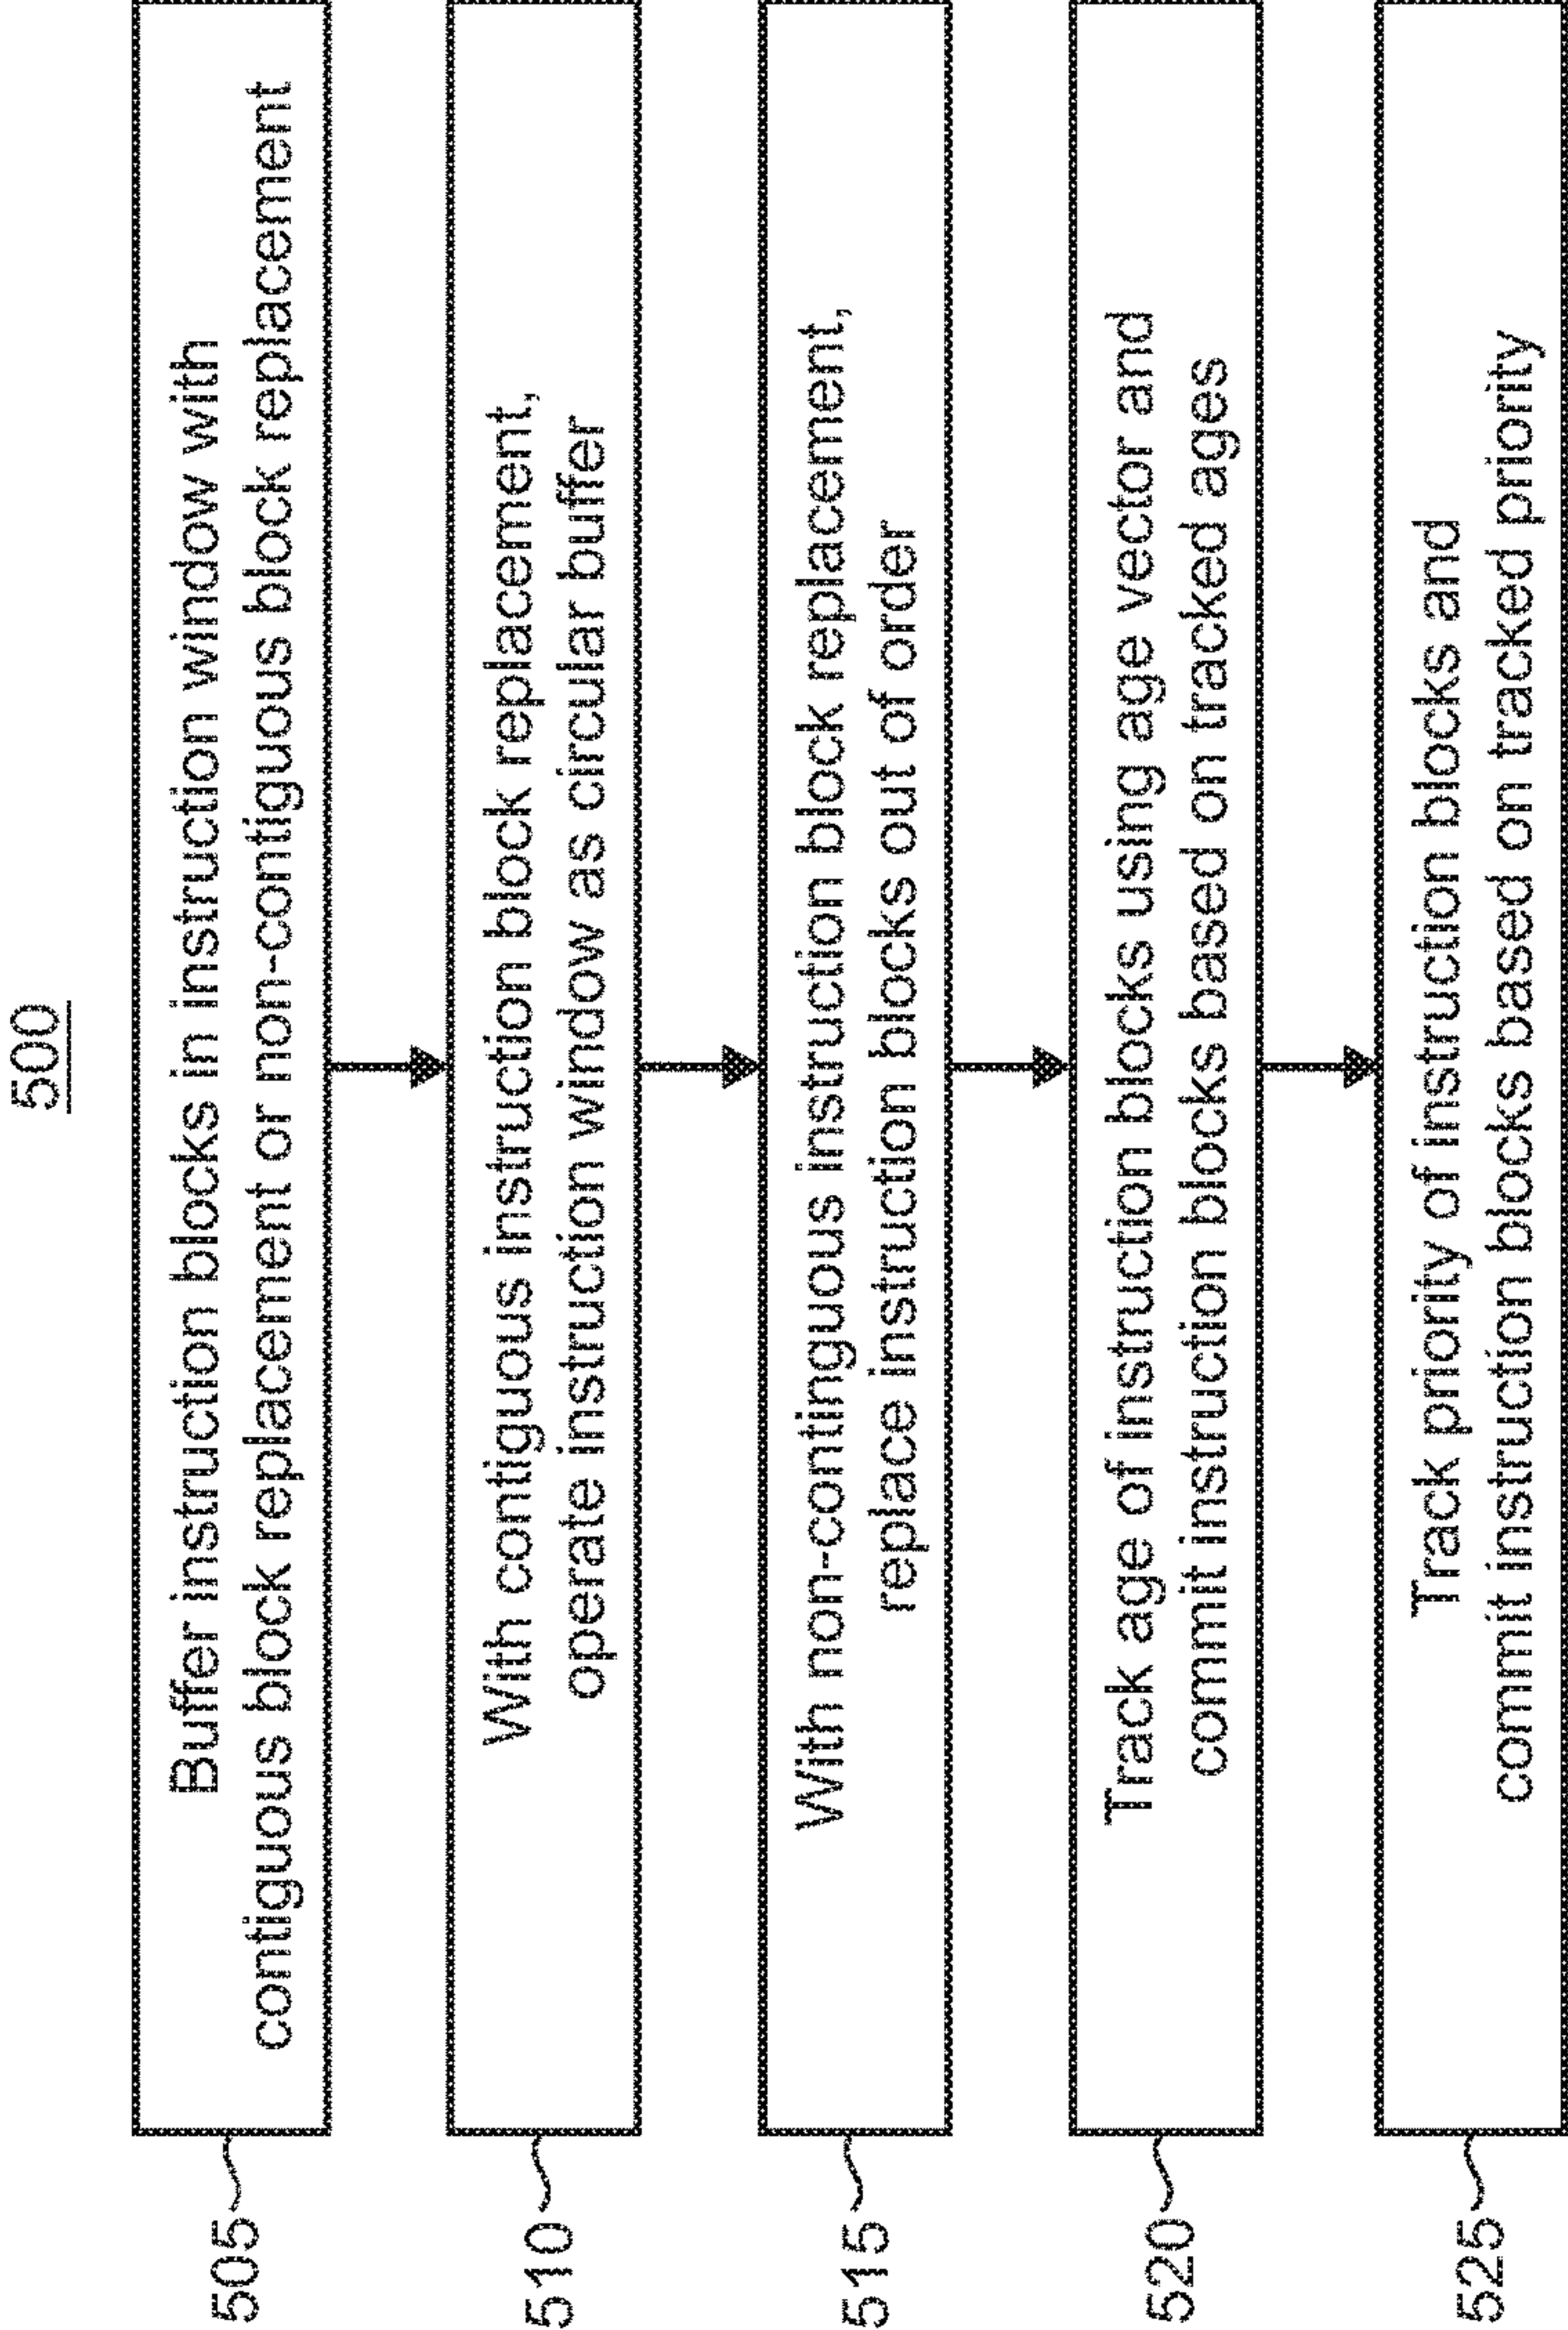 500
505
Buffer instruction blocks in instruction window with
contiguous block replacement or non-contiguous block replacement
510
With contiguous instruction block replacement,
operate instruction window as circular buffer
515
With non-continguous instruction block replacement,
replace instruction blocks out of order
520
Track age of instruction blocks using age vector and
commit instruction blocks based on tracked ages
525
Track priority of instruction blocks and
commit instruction blocks based on tracked priority